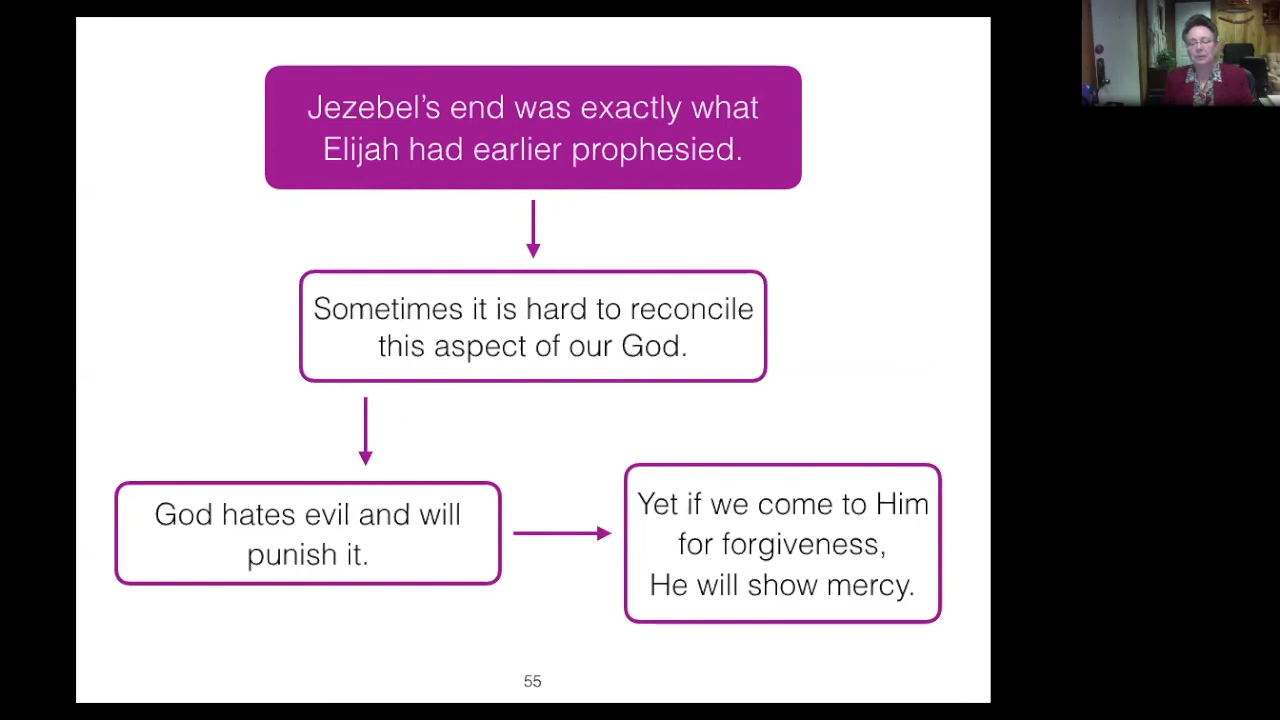 Jezebel’s end was exactly what
Elijah had earlier prophesied.
Sometimes it is hard to reconcile
this aspect of our God.
God hates evil and will
punish it.
Yet if we come to Him
for forgiveness,
He will show mercy.
55